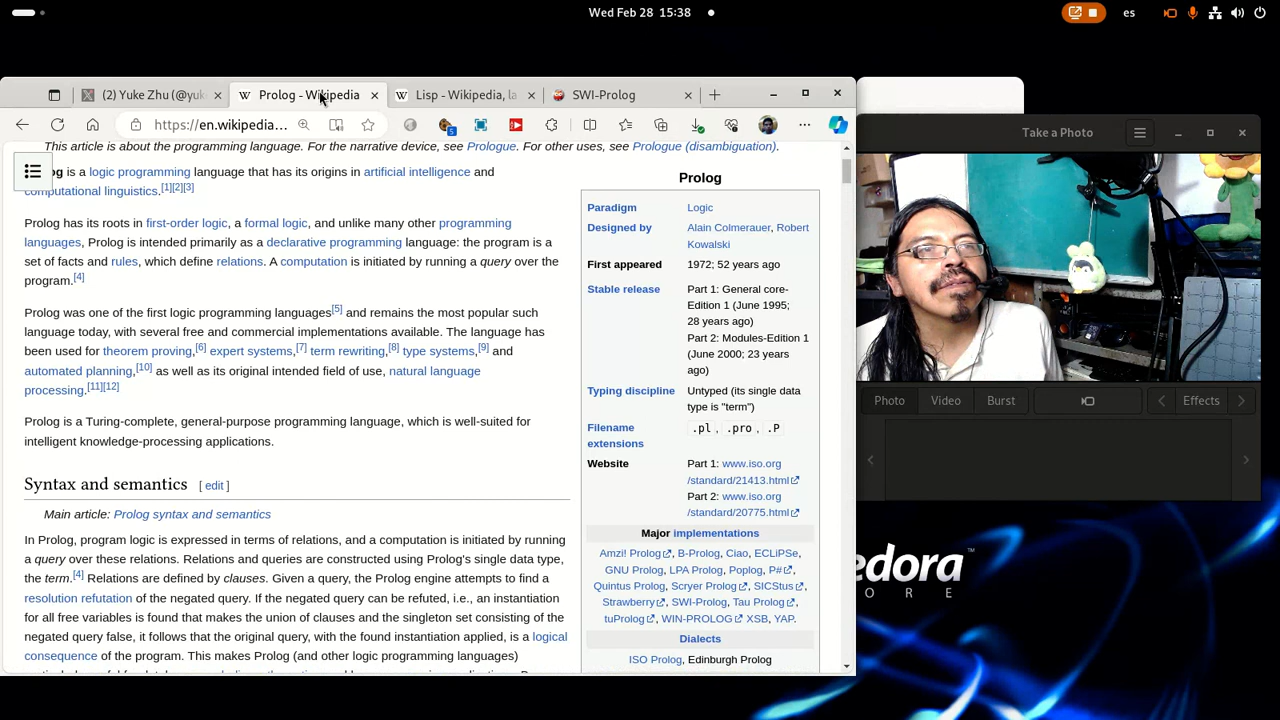 Wed Feb 28 15:38
es
(2) Yuke Zhu (@yuk
Prolog - Wikipedia
Lisp - Wikipedia, la
SWI-Prolog
https://en.wikipedia...
5
This article is about the programming language. For the narrative device, see Prologue. For other uses, see Prologue (disambiguation).
og is a logic programming language that has its origins in artificial intelligence and
computational linguistics.[1][2][3]
Prolog has its roots in first-order logic, a formal logic, and unlike many other programming
languages, Prolog is intended primarily as a declarative programming language: the program is a
set of facts and rules, which define relations. A computation is initiated by running a query over the
program.[4]
Prolog was one of the first logic programming languages[5] and remains the most popular such
language today, with several free and commercial implementations available. The language has
been used for theorem proving,[6] expert systems,[7] term rewriting,[8] type systems,[9] and
automated planning,[10] as well as its original intended field of use, natural language
processing.[11][12]
Prolog is a Turing-complete, general-purpose programming language, which is well-suited for
intelligent knowledge-processing applications.
Syntax and semantics [ edit ]
Main article: Prolog syntax and semantics
In Prolog, program logic is expressed in terms of relations, and a computation is initiated by running
a query over these relations. Relations and queries are constructed using Prolog's single data type,
the term.[4] Relations are defined by clauses. Given a query, the Prolog engine attempts to find a
resolution refutation of the negated query. If the negated query can be refuted, i.e., an instantiation
for all free variables is found that makes the union of clauses and the singleton set consisting of the
negated query false, it follows that the original query, with the found instantiation applied, is a logical
consequence of the program. This makes Prolog (and other logic programming languages)
Prolog
Paradigm Logic
Designed by Alain Colmerauer, Robert
Kowalski
First appeared 1972; 52 years ago
Stable release Part 1: General core-
Edition 1 (June 1995;
28 years ago)
Part 2: Modules-Edition 1
(June 2000; 23 years
ago)
Typing discipline Untyped (its single data
type is "term")
Filename .pl , .pro , .P
extensions
Website Part 1: www.iso.org
/standard/21413.html
Part 2: www.iso.org
/standard/20775.html
Major implementations
Amzi! Prolog, B-Prolog, Ciao, ECLiPSe,
GNU Prolog, LPA Prolog, Poplog, P#,
Quintus Prolog, Scryer Prolog, SICStus,
Strawberry, SWI-Prolog, Tau Prolog,
tuProlog, WIN-PROLOG XSB, YAP.
Dialects
ISO Prolog, Edinburgh Prolog
Take a Photo
Photo Video Burst Effects
edora
ORE